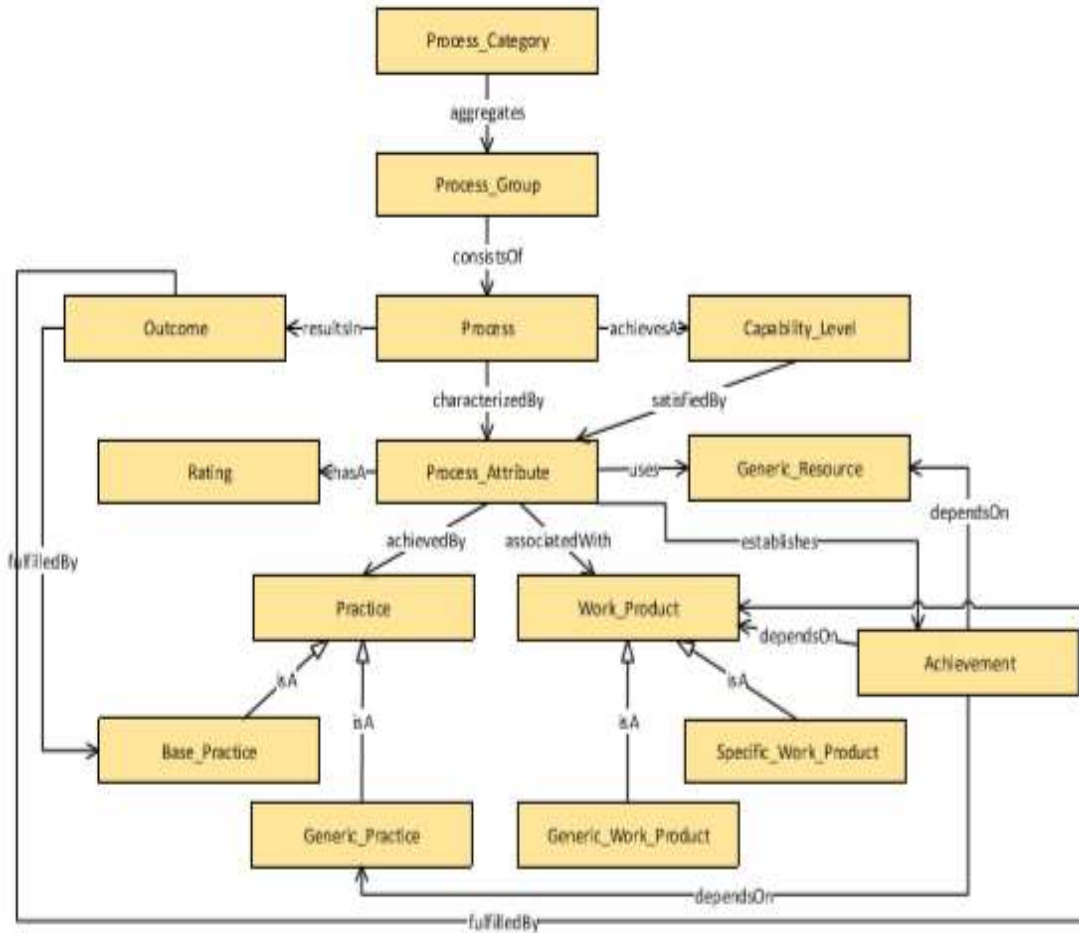 Process_Category
aggregates
Process_Group
consistsOf
Outcome
resultsIn
Process
achievesA
Capability_Level
characterizedBy
satisfiedBy
Rating
hasA
Process_Attribute
uses
Generic_Resource
dependsOn
achievedBy
associatedWith
establishes
fulfilledBy
Practice
Work_Product
dependsOn
Achievement
isA
isA
isA
isA
Base_Practice
Specific_Work_Product
Generic_Practice
Generic_Work_Product
dependsOn
fulfilledBy